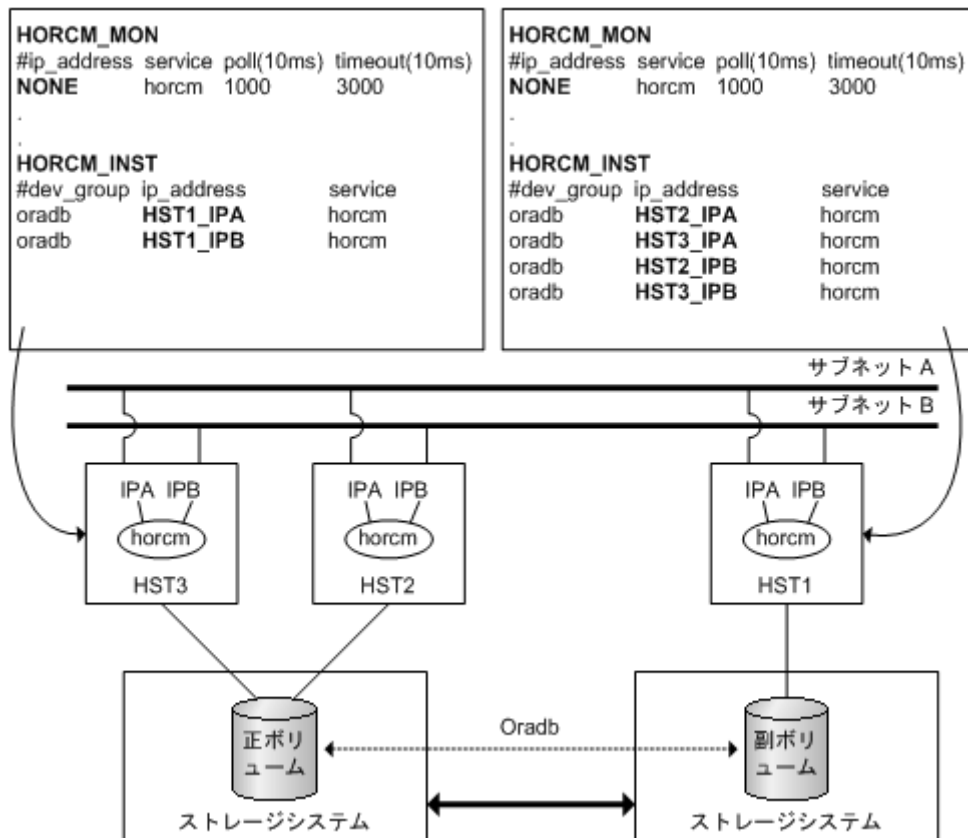 HORCM_MON
#ip_address service poll(10ms) timeout(10ms)
NONE horcm 1000 3000
.
.
HORCM_INST
#dev_group ip_address service
oradb HST1_IPA horcm
oradb HST1_IPB horcm
HORCM_MON
#ip_address service poll(10ms) timeout(10ms)
NONE horcm 1000 3000
.
.
HORCM_INST
#dev_group ip_address service
oradb HST2_IPA horcm
oradb HST3_IPA horcm
oradb HST2_IPB horcm
oradb HST3_IPB horcm
サブネット A
サブネット B
IPA IPB
horcm
HST3
IPA IPB
horcm
HST2
IPA IPB
horcm
HST1
正ボリ
ューム
Oradb
副ボリ
ューム
ストレージシステム
ストレージシステム